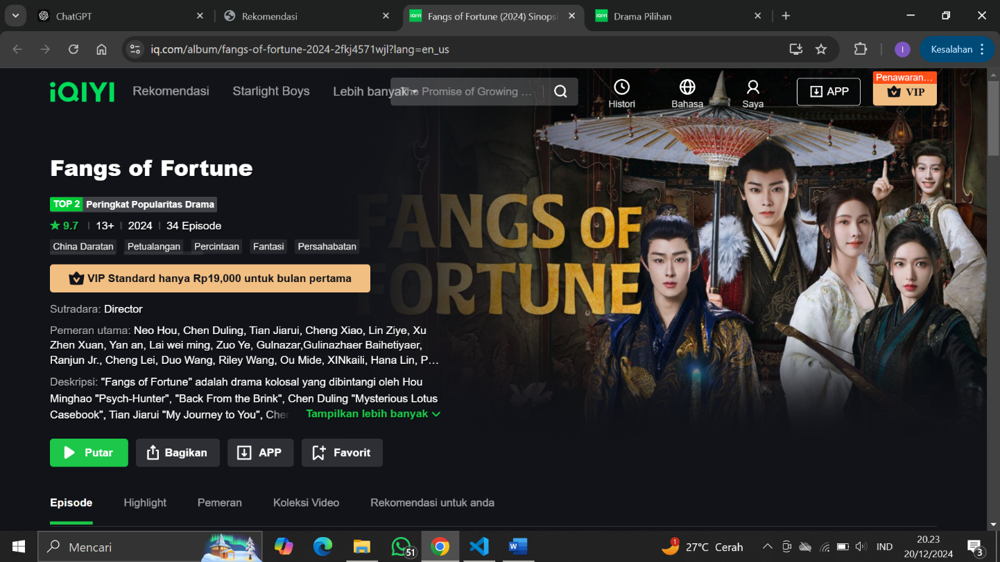 ChatGPT
Rekomendasi
Fangs of Fortune (2024) Sinopsi
Drama Pilihan
iq.com/album/fangs-of-fortune-2024-2fkj4571wjl?lang=en_us
I
Kesalahan
iQIYI
Rekomendasi
Starlight Boys
Lebih banyak
The Promise of Growing ...
Histori
Bahasa
Saya
APP
Penawaran...
VIP
Fangs of Fortune
TOP 2 Peringkat Popularitas Drama
9.7 | 13+ | 2024 | 34 Episode
China Daratan
Petualangan
Percintaan
Fantasi
Persahabatan
VIP Standard hanya Rp19,000 untuk bulan pertama
Sutradara: Director
Pemeran utama: Neo Hou, Chen Duling, Tian Jiarui, Cheng Xiao, Lin Ziye, Xu
Zhen Xuan, Yan an, Lai wei ming, Zuo Ye, Gulnazar,Gulinazhaer Baihetiyaer,
Ranjun Jr., Cheng Lei, Duo Wang, Riley Wang, Ou Mide, XINkaili, Hana Lin, P...
Deskripsi: "Fangs of Fortune" adalah drama kolosal yang dibintangi oleh Hou
Minghao "Psych-Hunter", "Back From the Brink", Chen Duling "Mysterious Lotus
Casebook", Tian Jiarui "My Journey to You", Chen
Tampilkan lebih banyak
FANGS OF
FORTUNE
Putar
Bagikan
APP
Favorit
Episode
Highlight
Pemeran
Koleksi Video
Rekomendasi untuk anda
Mencari
51
1
27°C Cerah
IND
20.23
20/12/2024
3